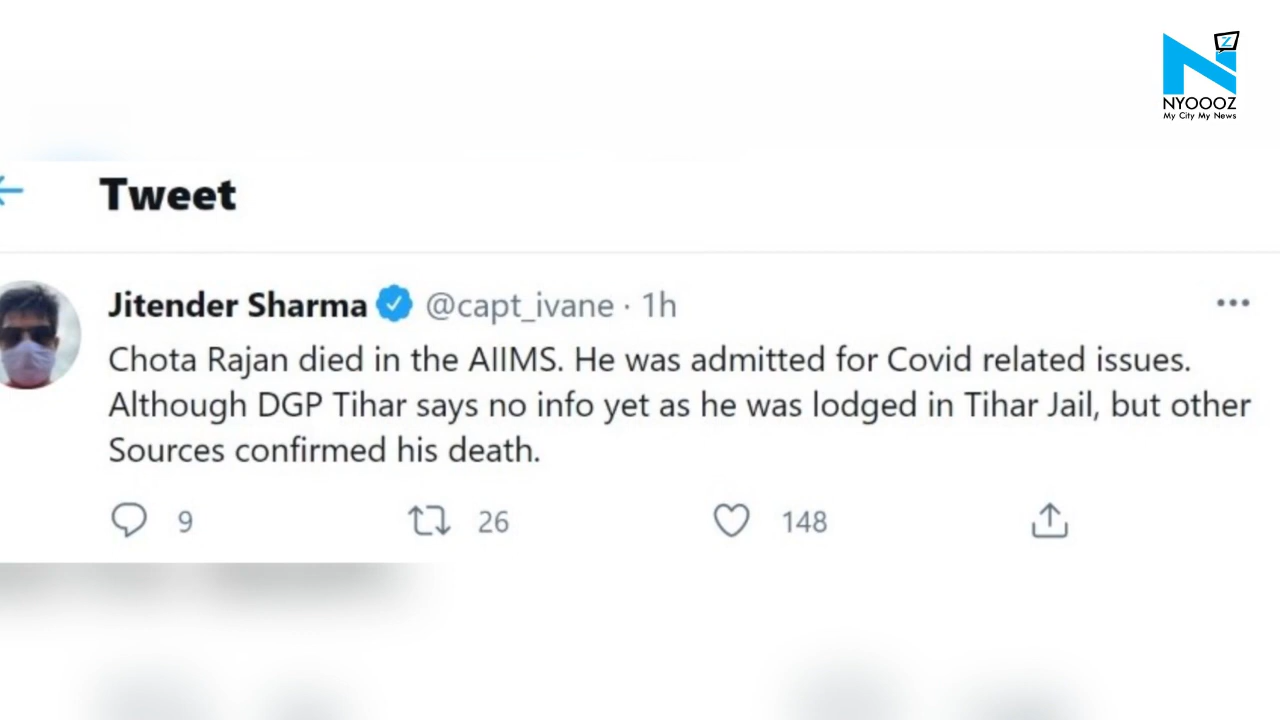 Z
NYOOOZ
My City My News
Tweet
Jitender Sharma @capt_ivane · 1h
Chota Rajan died in the AIIMS. He was admitted for Covid related issues.
Although DGP Tihar says no info yet as he was lodged in Tihar Jail, but other
Sources confirmed his death.
9 26 148